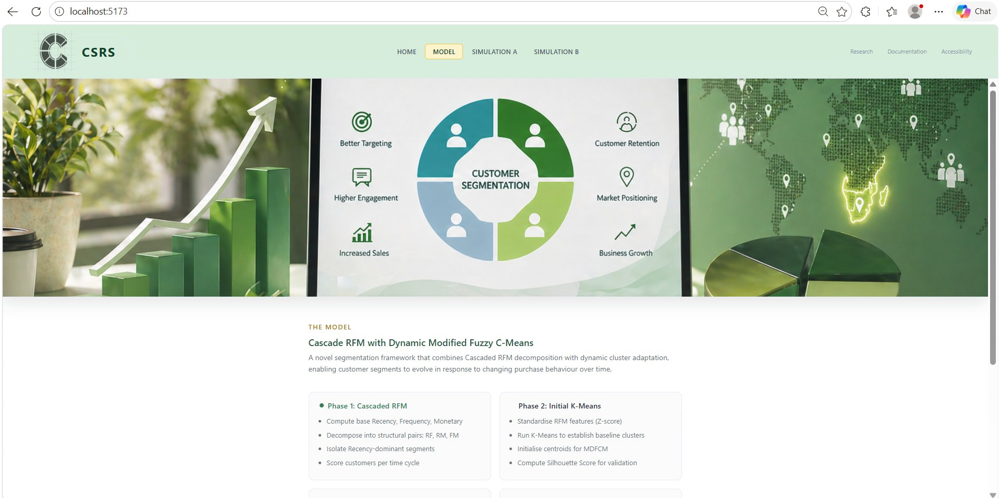 localhost:5173
Chat
CSRS
HOME
MODEL
SIMULATION A
SIMULATION B
Research
Documentation
Accessibility
Better Targeting
Higher Engagement
Increased Sales
CUSTOMER
SEGMENTATION
Customer Retention
Market Positioning
Business Growth
THE MODEL
Cascade RFM with Dynamic Modified Fuzzy C-Means
A novel segmentation framework that combines Cascaded RFM decomposition with dynamic cluster adaptation,
enabling customer segments to evolve in response to changing purchase behaviour over time.
Phase 1: Cascaded RFM
Compute base Recency, Frequency, Monetary
Decompose into structural pairs: RF, RM, FM
Isolate Recency-dominant segments
Score customers per time cycle
Phase 2: Initial K-Means
Standardise RFM features (Z-score)
Run K-Means to establish baseline clusters
Initialise centroids for MDFCM
Compute Silhouette Score for validation